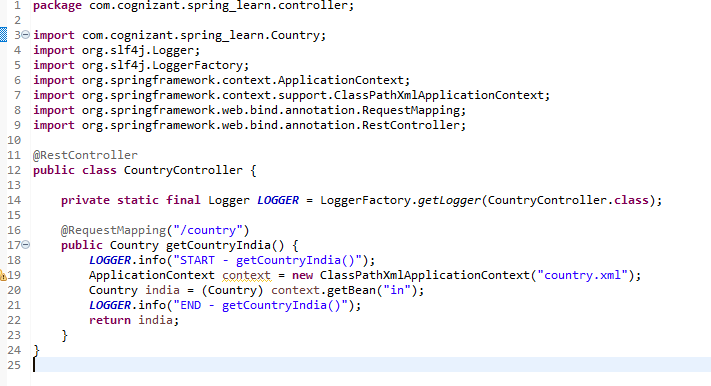 1 package com.cognizant.spring_learn.controller;
2
3 import com.cognizant.spring_learn.Country;
4 import org.slf4j.Logger;
5 import org.slf4j.LoggerFactory;
6 import org.springframework.context.ApplicationContext;
7 import org.springframework.context.support.ClassPathXmlApplicationContext;
8 import org.springframework.web.bind.annotation.RequestMapping;
9 import org.springframework.web.bind.annotation.RestController;
10
11 @RestController
12 public class CountryController {
13
14     private static final Logger LOGGER = LoggerFactory.getLogger(CountryController.class);
15
16     @RequestMapping("/country")
17     public Country getCountryIndia() {
18         LOGGER.info("START - getCountryIndia()");
19         ApplicationContext context = new ClassPathXmlApplicationContext("country.xml");
20         Country india = (Country) context.getBean("in");
21         LOGGER.info("END - getCountryIndia()");
22         return india;
23     }
24 }
25